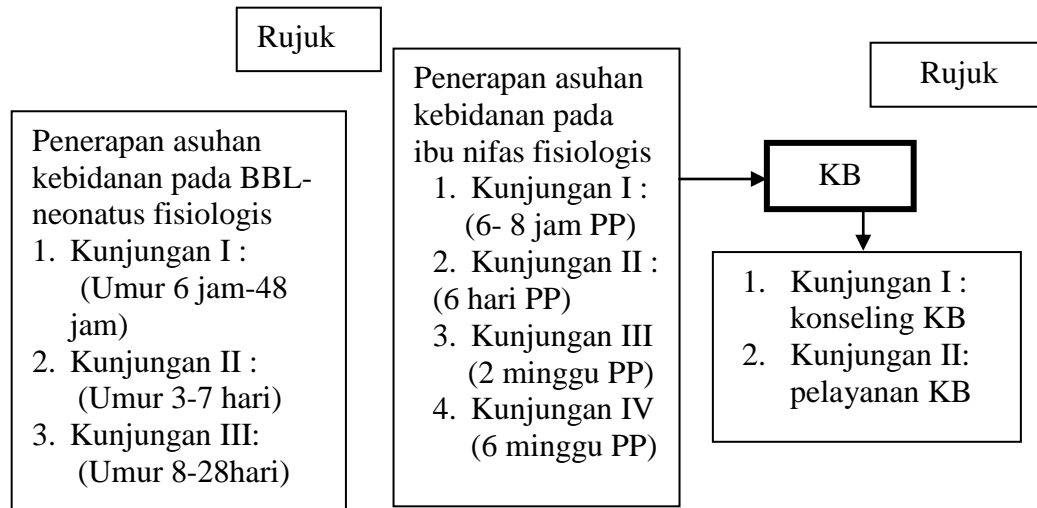 Rujuk
Penerapan asuhan
kebidanan pada BBL-
neonatus fisiologis
1. Kunjungan I :
(Umur 6 jam-48
jam)
2. Kunjungan II :
(Umur 3-7 hari)
3. Kunjungan III:
(Umur 8-28hari)
Penerapan asuhan
kebidanan pada
ibu nifas fisiologis
1. Kunjungan I :
(6- 8 jam PP)
2. Kunjungan II :
(6 hari PP)
3. Kunjungan III
(2 minggu PP)
4. Kunjungan IV
(6 minggu PP)
Rujuk
KB
1. Kunjungan I :
konseling KB
2. Kunjungan II:
pelayanan KB